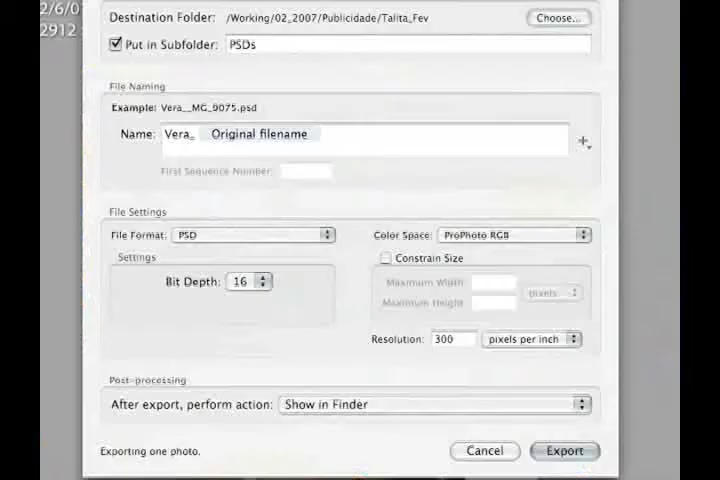 2/6/0
2912
Destination Folder: /Working/02_2007/Publicidade/Talita_Fev Choose...
Put in Subfolder: PSDs
File Naming
Example: Vera__MG_9075.psd
Name: Vera_ Original filename
First Sequence Number:
File Settings
File Format: PSD Color Space: ProPhoto RGB
Settings Constrain Size
Bit Depth: 16 Maximum Width: pixels
Maximum Height:
Resolution: 300 pixels per inch
Post-processing
After export, perform action: Show in Finder
Exporting one photo. Cancel Export